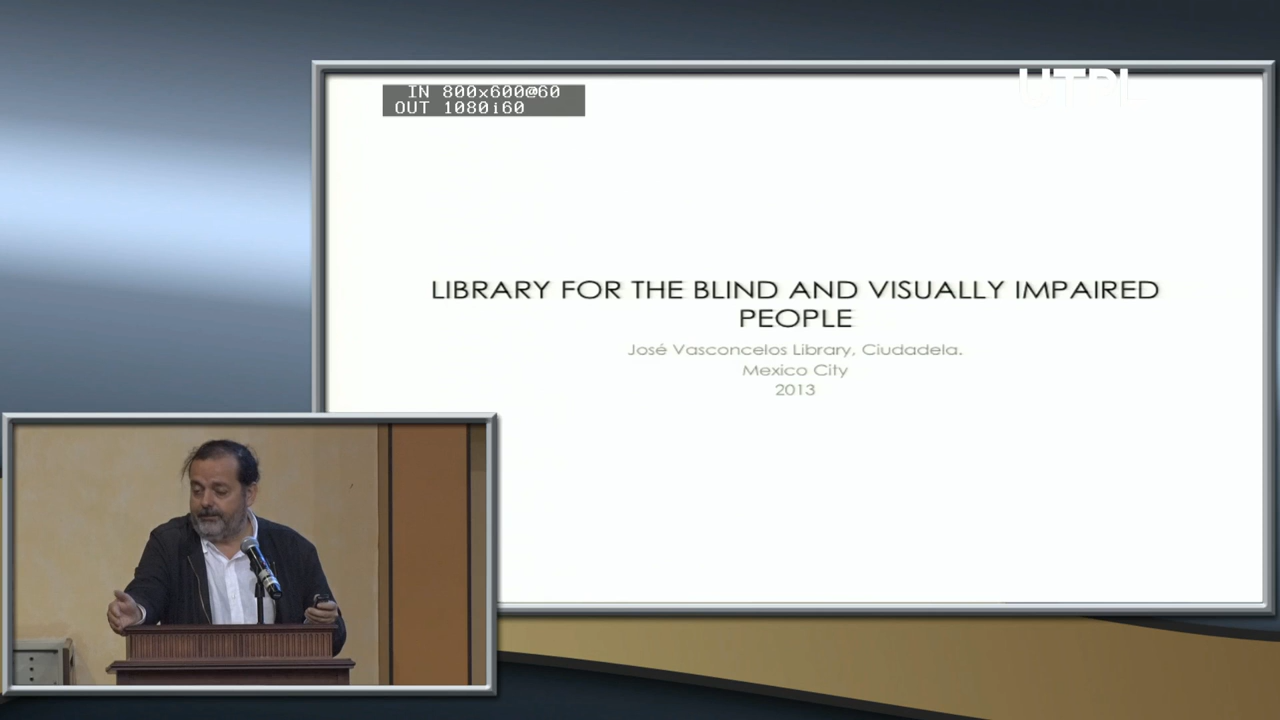 UTPL
IN 800x600@60
OUT 1080i60
LIBRARY FOR THE BLIND AND VISUALLY IMPAIRED
PEOPLE
José Vasconcelos Library, Ciudadela.
Mexico City
2013